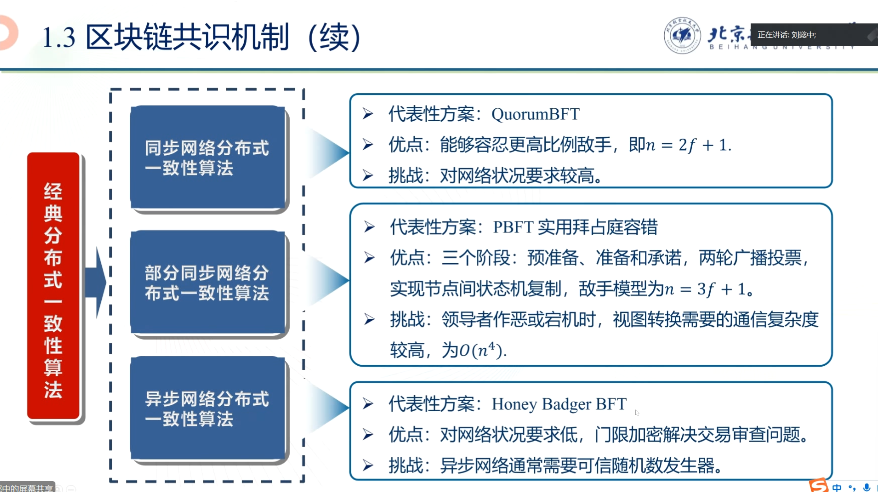 1.3 区块链共识机制（续）
北京
BEIHANG UNIVERSITY
正在讲话: 刘懿中;
经典分布式一致性算法
同步网络分布式
一致性算法
➢ 代表性方案：QuorumBFT
➢ 优点：能够容忍更高比例敌手，即n = 2f + 1.
➢ 挑战：对网络状况要求较高。
部分同步网络分
布式一致性算法
➢ 代表性方案：PBFT 实用拜占庭容错
➢ 优点：三个阶段：预准备、准备和承诺，两轮广播投票，
实现节点间状态机复制，敌手模型为n = 3f + 1。
➢ 挑战：领导者作恶或宕机时，视图转换需要的通信复杂度
较高，为O(n⁴).
异步网络分布式
一致性算法
➢ 代表性方案：Honey Badger BFT
➢ 优点：对网络状况要求低，门限加密解决交易审查问题。
➢ 挑战：异步网络通常需要可信随机数发生器。
中的屏幕共享
中